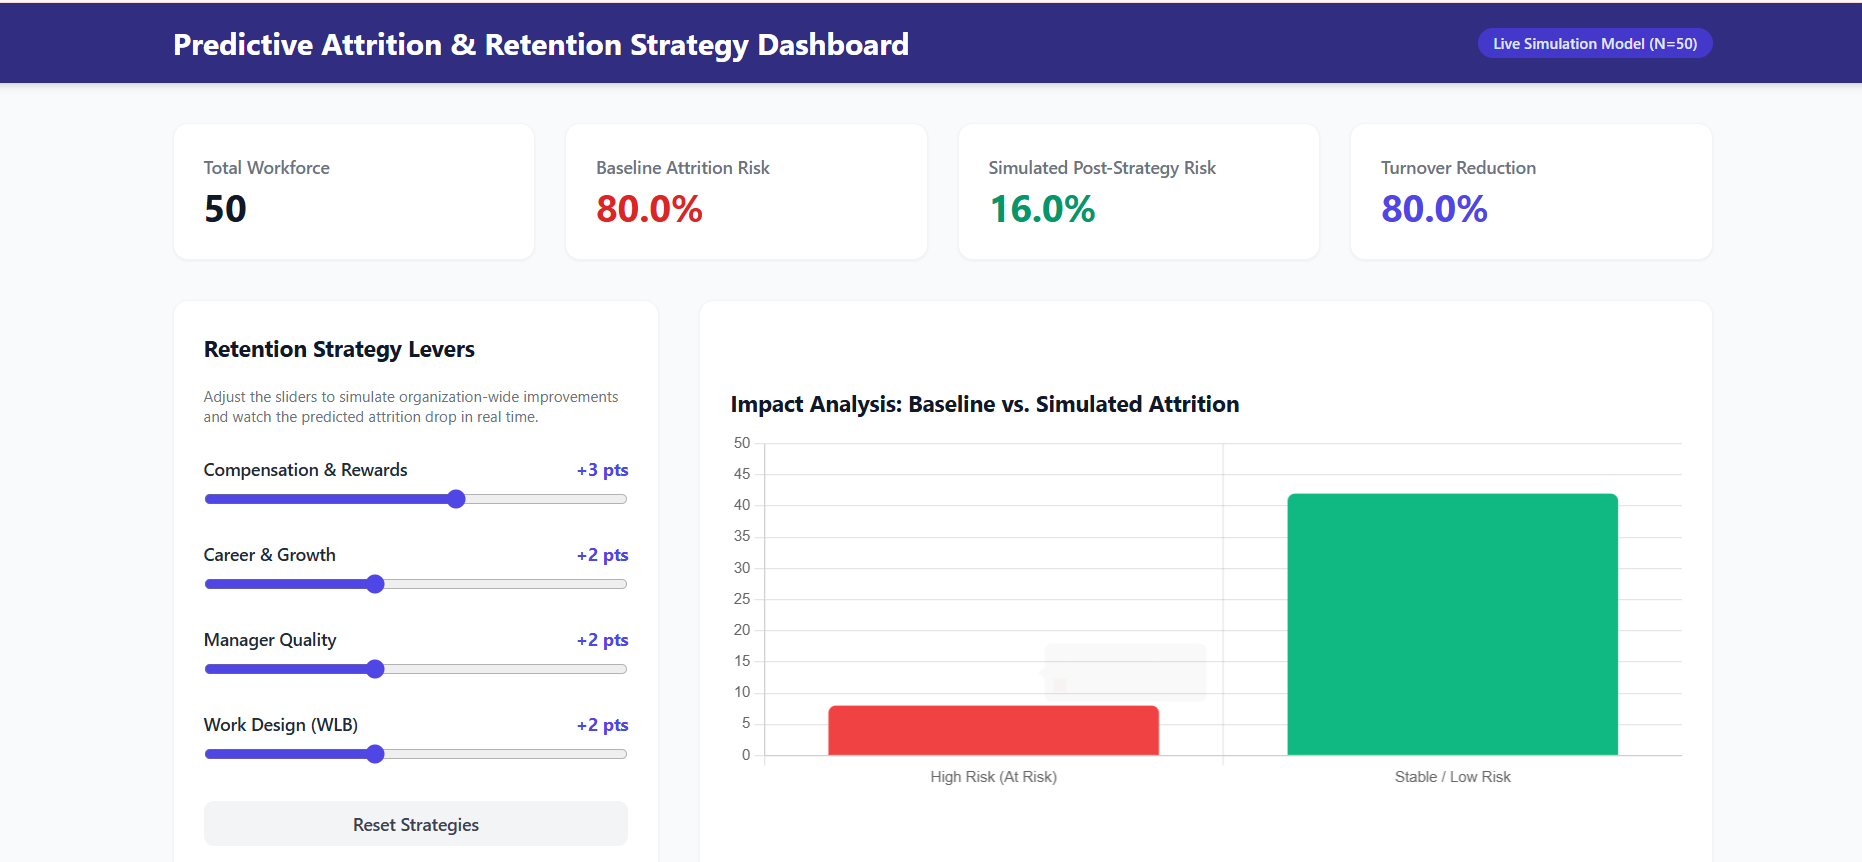 Predictive Attrition & Retention Strategy Dashboard
Live Simulation Model (N=50)
Total Workforce
50
Baseline Attrition Risk
80.0%
Simulated Post-Strategy Risk
16.0%
Turnover Reduction
80.0%
Retention Strategy Levers
Adjust the sliders to simulate organization-wide improvements
and watch the predicted attrition drop in real time.
Compensation & Rewards
+3 pts
Career & Growth
+2 pts
Manager Quality
+2 pts
Work Design (WLB)
+2 pts
Reset Strategies
Impact Analysis: Baseline vs. Simulated Attrition
50
45
40
35
30
25
20
15
10
5
0
High Risk (At Risk)
Stable / Low Risk